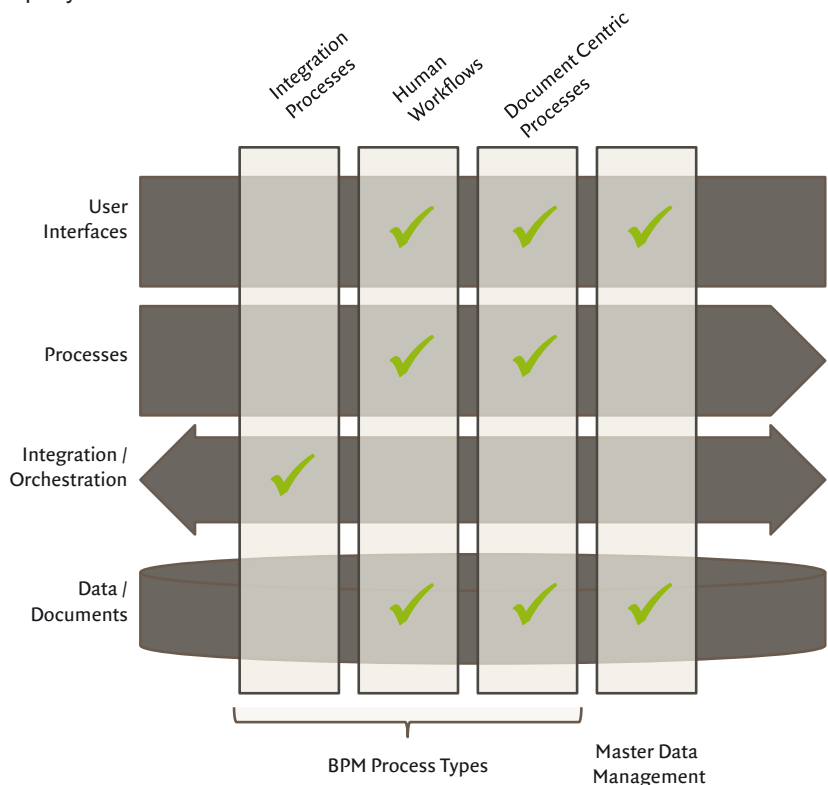 Integration
Processes
Human
Workflows
Document Centric
Processes
User
Interfaces
Processes
Integration /
Orchestration
Data /
Documents
BPM Process Types
Master Data
Management